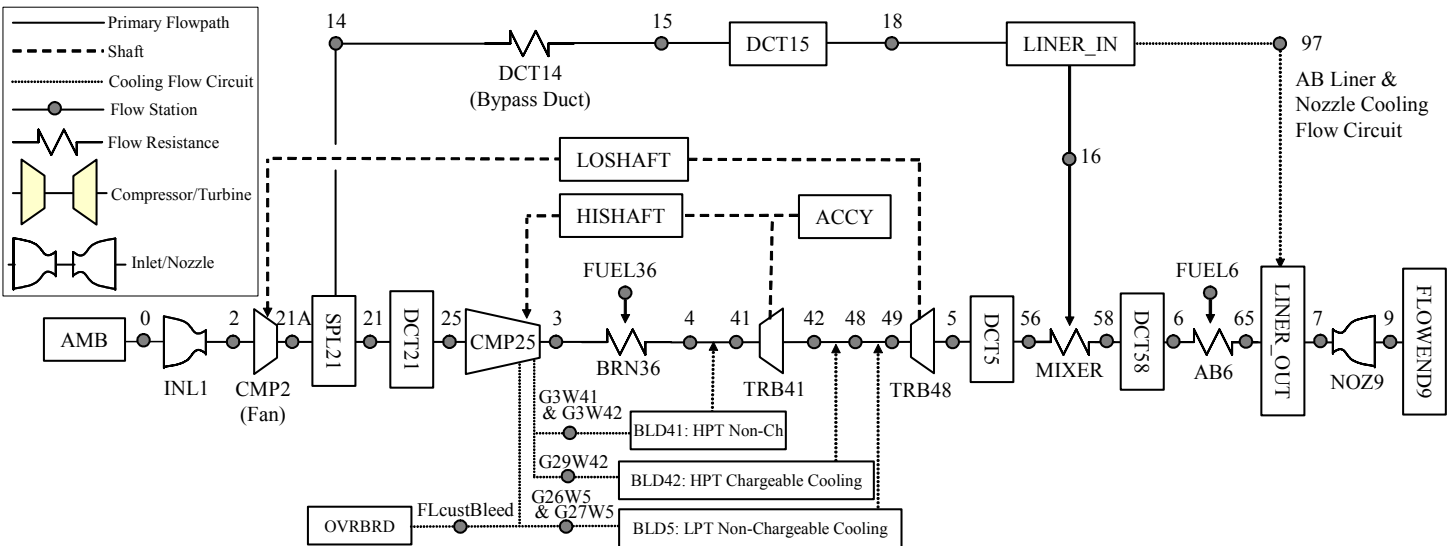 Primary Flowpath
Shaft
Cooling Flow Circuit
Flow Station
Flow Resistance
Compressor/Turbine
Inlet/Nozzle
14
DCT14
(Bypass Duct)
15
DCT15
18
LINER_IN
97
AB Liner &
Nozzle Cooling
Flow Circuit
16
LOSHAFT
HISHAFT
ACCY
AMB
0
INL1
2
CMP2
(Fan)
21A
SPL21
21
DCT21
25
CMP25
3
FUEL36
BRN36
4
41
TRB41
42
48
49
TRB48
5
DCT5
56
MIXER
58
DCT58
6
FUEL6
AB6
65
LINER_OUT
7
NOZ9
9
FLOWEND9
G3W41
& G3W42
BLD41: HPT Non-Ch
G29W42
BLD42: HPT Chargeable Cooling
OVRBRD
FLcustBleed
G26W5
& G27W5
BLD5: LPT Non-Chargeable Cooling